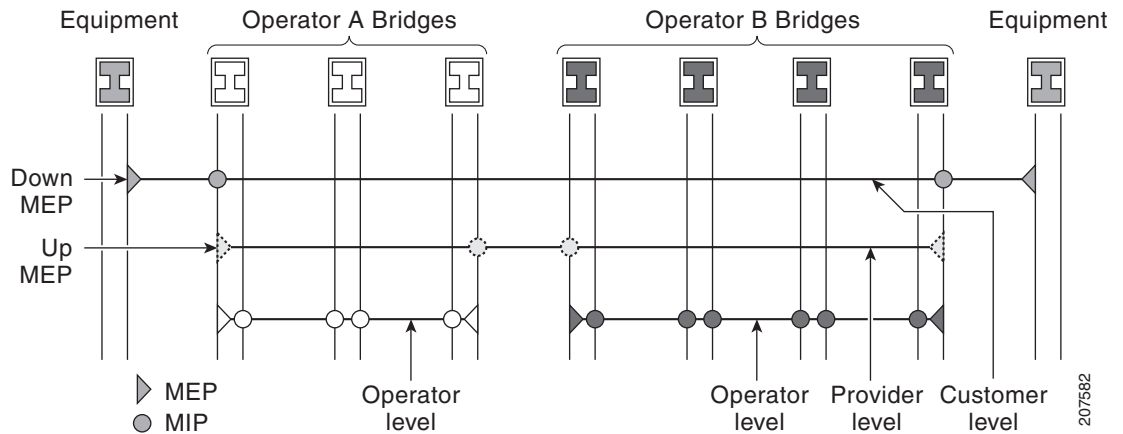 Equipment
Operator A Bridges
Operator B Bridges
Equipment
Down
MEP
Up
MEP
MEP
MIP
Operator
level
Operator
level
Provider
level
Customer
level
207582